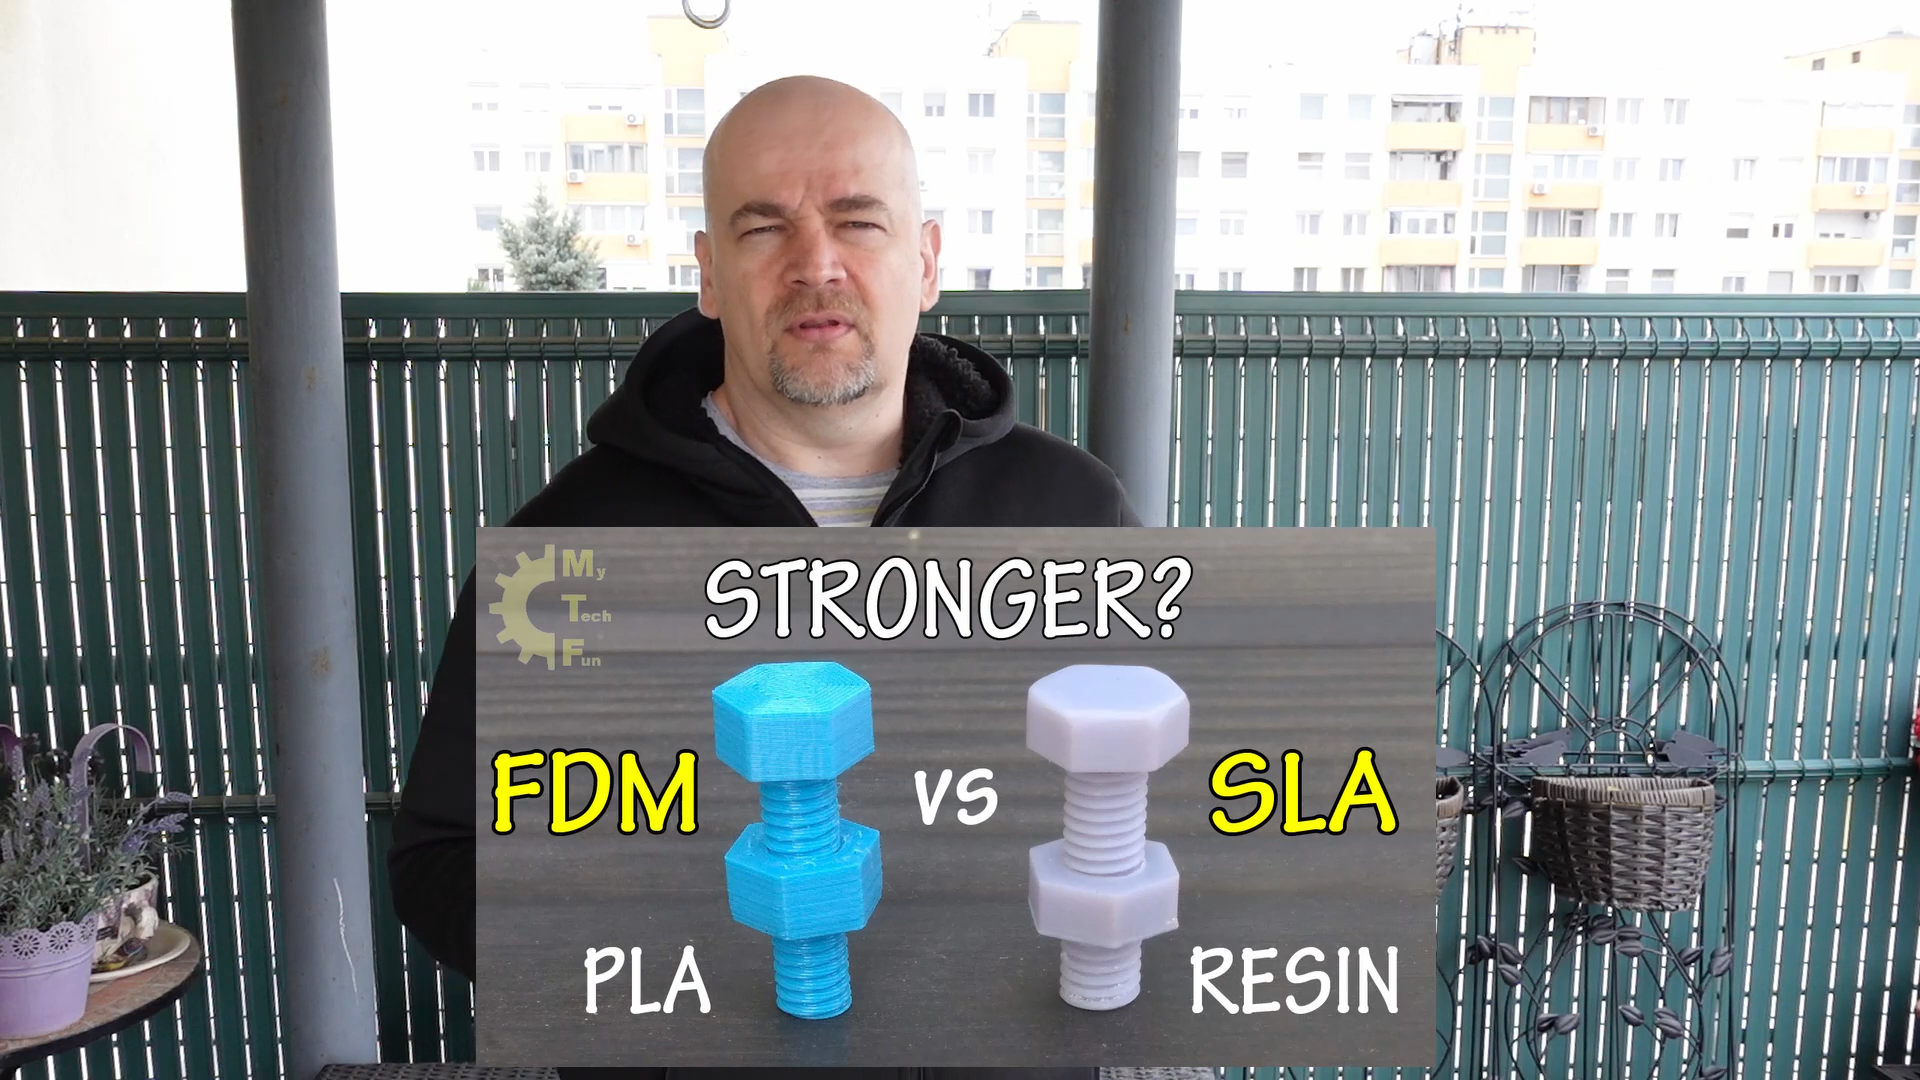 My
Tech
Fun
STRONGER?
FDM
VS
SLA
PLA
RESIN